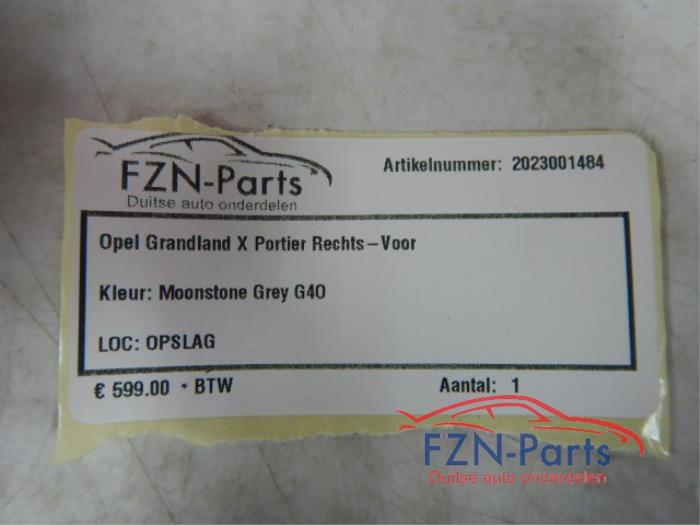 FZN-Parts
Duitse auto onderdelen
Artikelnummer: 2023001484
Opel Grandland X Portier Rechts-Voor
Kleur: Moonstone Grey G40
LOC: OPSLAG
€ 599.00 • BTW
Aantal: 1
FZN-Parts
Duitse auto onderdelen